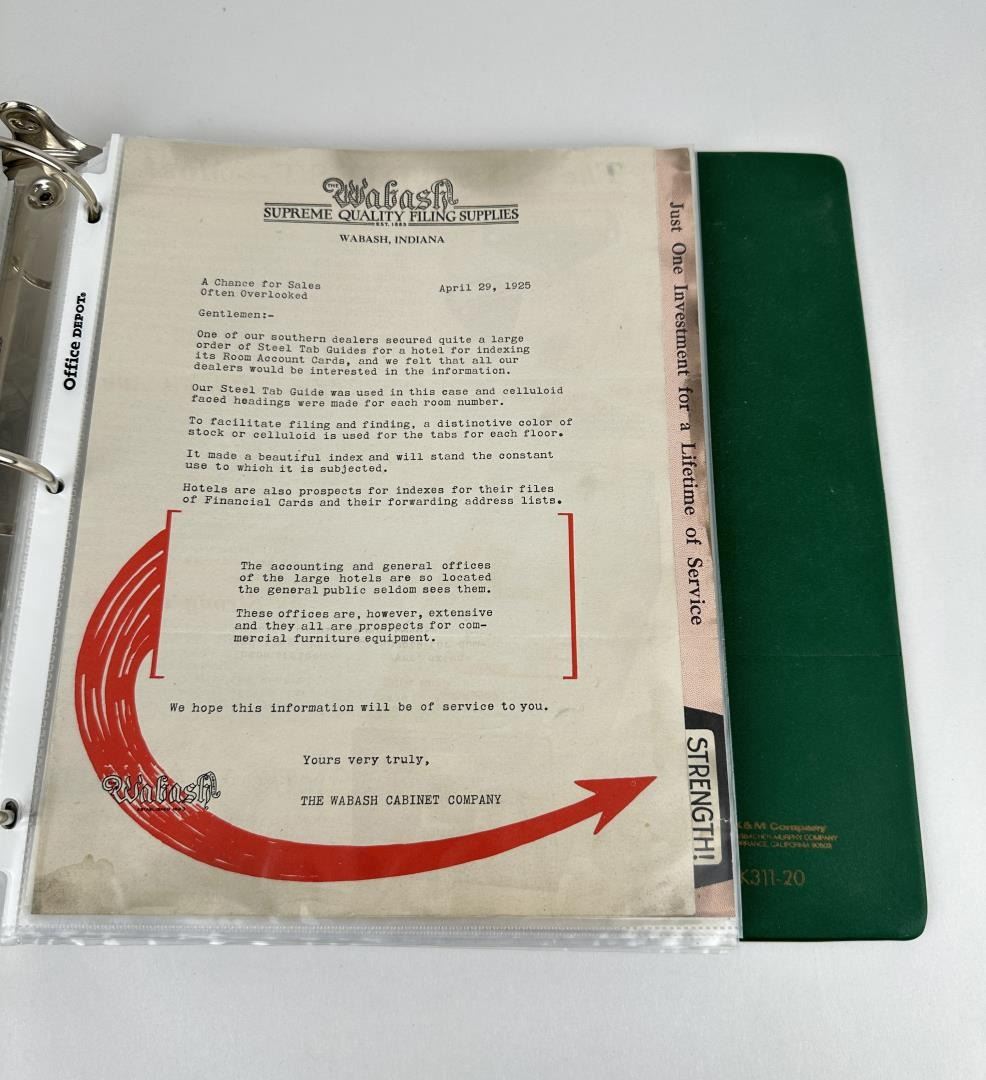 THE Wabash
SUPREME QUALITY FILING SUPPLIES
EST. 1883
WABASH, INDIANA
A Chance for Sales
Often Overlooked
April 29, 1925
Gentlemen:-
One of our southern dealers secured quite a large
order of Steel Tab Guides for a hotel for indexing
its Room Account Cards, and we felt that all our
dealers would be interested in the information.
Our Steel Tab Guide was used in this case and celluloid
faced headings were made for each room number.
To facilitate filing and finding, a distinctive color of
stock or celluloid is used for the tabs for each floor.
It made a beautiful index and will stand the constant
use to which it is subjected.
Hotels are also prospects for indexes for their files
of Financial Cards and their forwarding address lists.
The accounting and general offices
of the large hotels are so located
the general public seldom sees them.
These offices are, however, extensive
and they all are prospects for com-
mercial furniture equipment.
We hope this information will be of service to you.
Yours very truly,
THE WABASH CABINET COMPANY
Wabash
ESTABLISHED 1883
Office DEPOT®
Just One Investment for a Lifetime of Service
STRENGTH!
&M Company
MURPHY COMPANY
CALIFORNIA 90503
K311-20